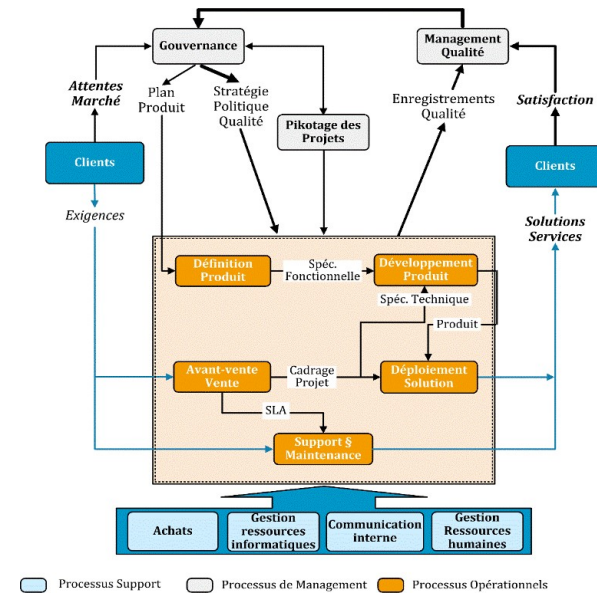 Gouvernance
Management
Qualité
Attentes
Marché
Plan
Produit
Stratégie
Politique
Qualité
Pikotage des
Projets
Enregistrements
Qualité
Satisfaction
Clients
Clients
Exigences
Solutions
Services
Définition
Produit
Spéc.
Fonctionnelle
Développement
Produit
Spéc. Technique
Produit
Avant-vente
Vente
Cadrage
Projet
Déploiement
Solution
SLA
Support §
Maintenance
Achats
Gestion
ressources
informatiques
Communication
interne
Gestion
Ressources
humaines
Processus Support
Processus de Management
Processus Opérationnels